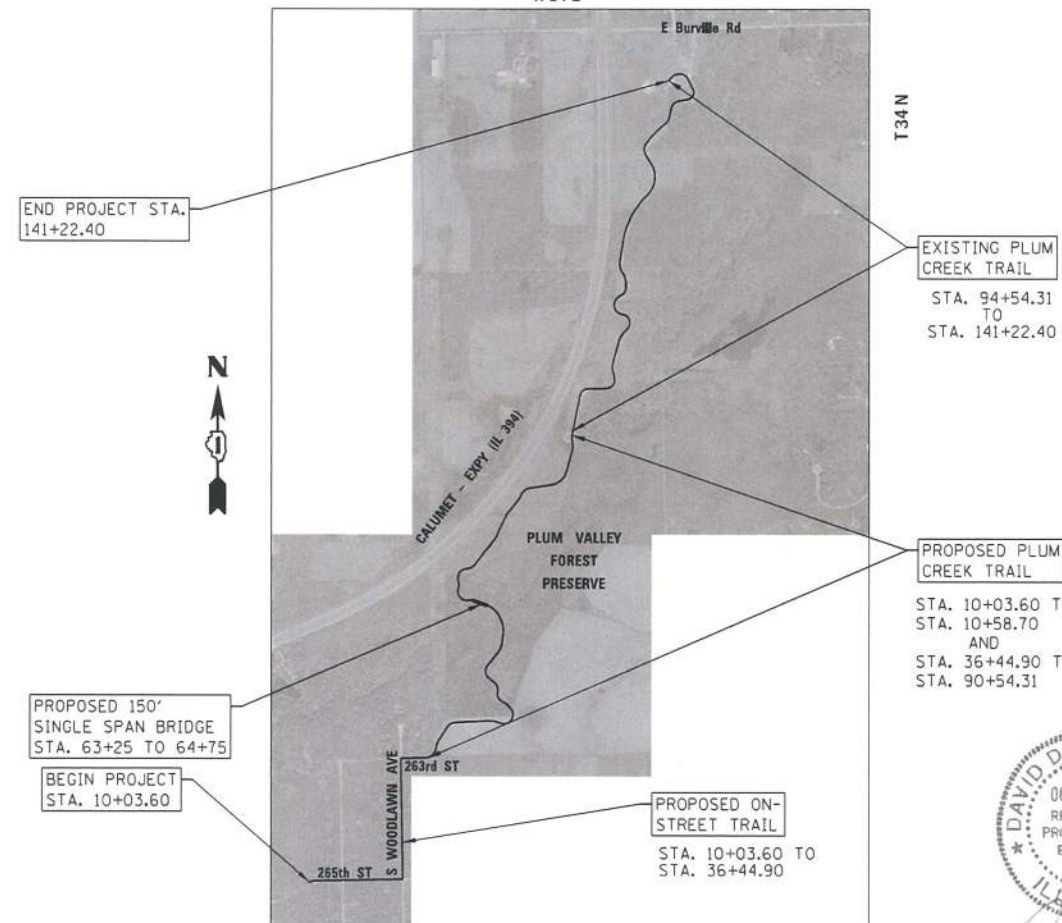 E Burville Rd
T34N
END PROJECT STA.
141+22.40
EXISTING PLUM
CREEK TRAIL
STA. 94+54.31
TO
STA. 141+22.40
N
CALUMET - EXPY (IL 394)
PLUM VALLEY
FOREST
PRESERVE
PROPOSED PLUM
CREEK TRAIL
STA. 10+03.60 T
STA. 10+58.70
AND
STA. 36+44.90 T
STA. 90+54.31
PROPOSED 150'
SINGLE SPAN BRIDGE
STA. 63+25 TO 64+75
BEGIN PROJECT
STA. 10+03.60
S WOODLAWN AVE
263rd ST
265th ST
PROPOSED ON-
STREET TRAIL
STA. 10+03.60 TO
STA. 36+44.90
DAVID D